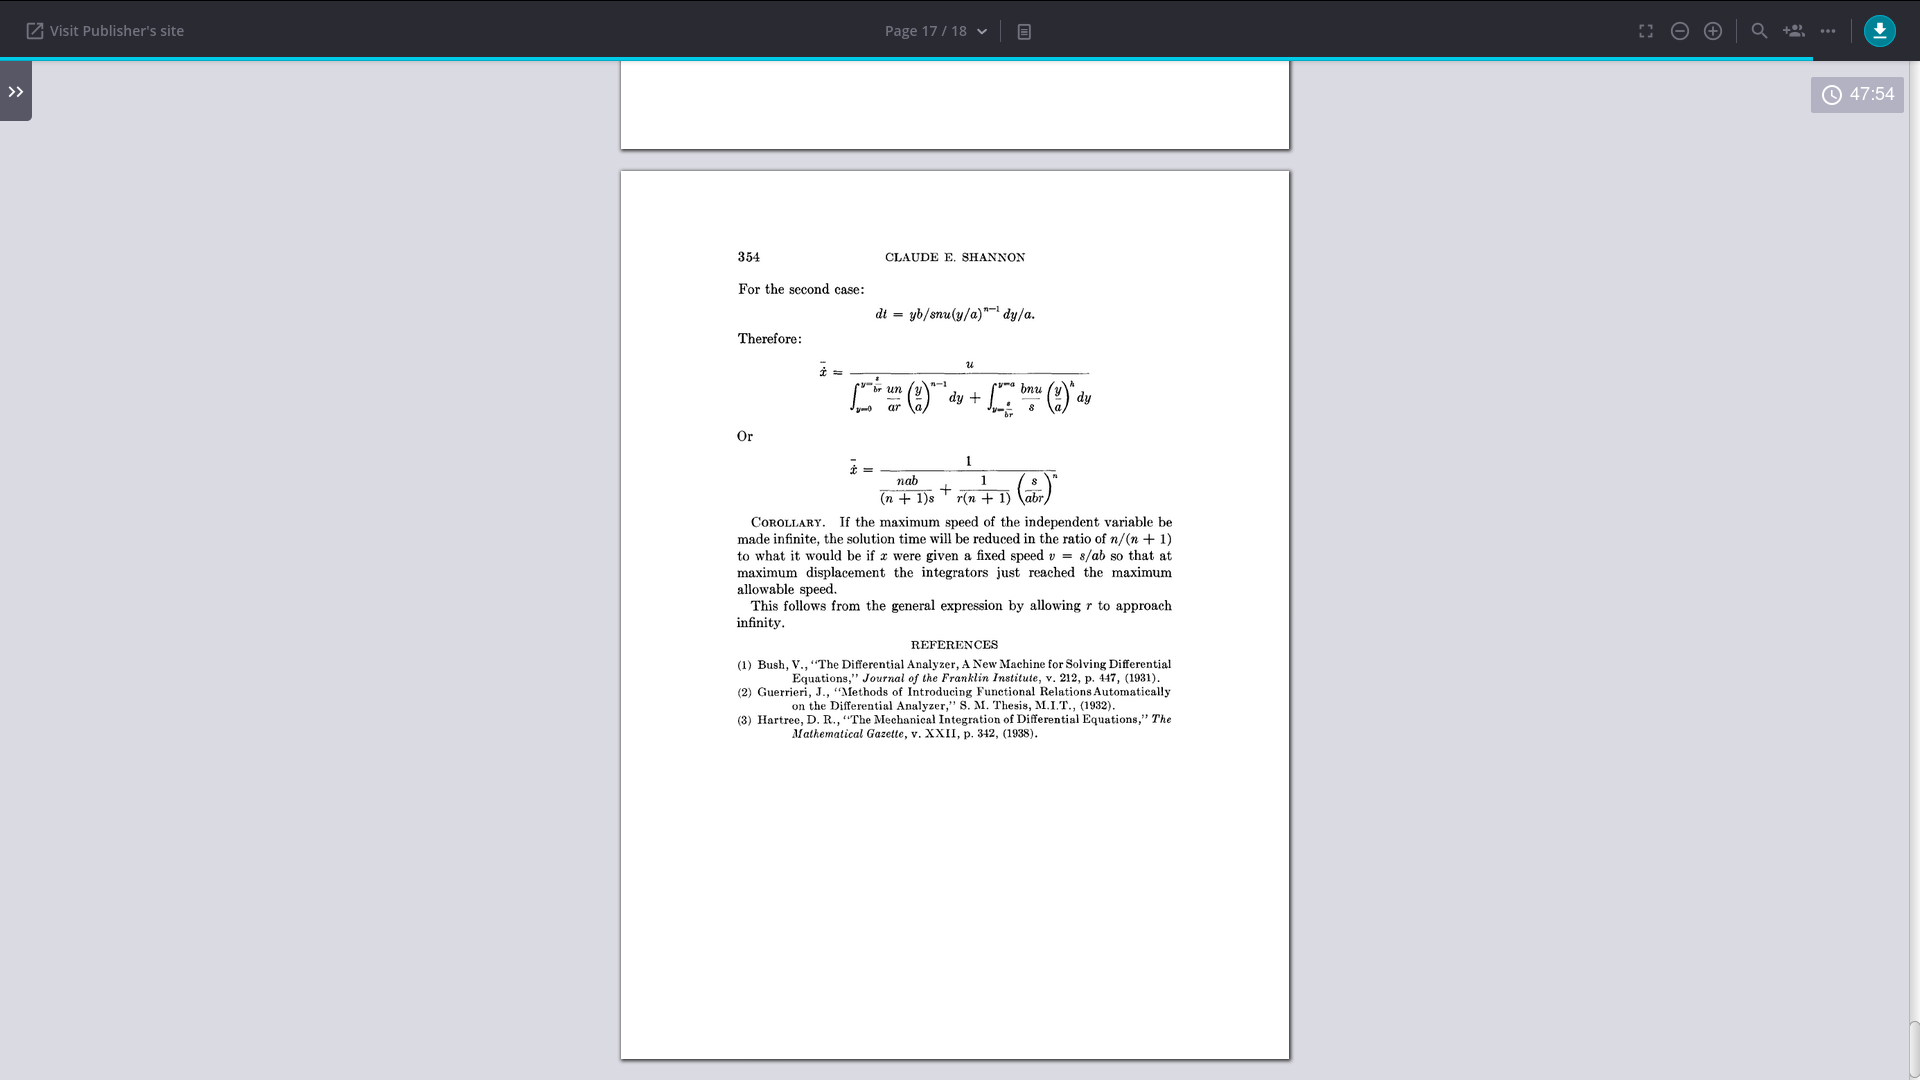 Visit Publisher's site
Page 17 / 18
47:54
354 CLAUDE E. SHANNON
For the second case:
dt = yb/snu(y/a)^{n-1} dy/a.
Therefore:
\bar{\dot{x}} = \frac{u}{\int_{y=0}^{y=\frac{s}{br}} \frac{un}{ar} \left(\frac{y}{a}\right)^{n-1} dy + \int_{y=\frac{s}{br}}^{y=a} \frac{bnu}{s} \left(\frac{y}{a}\right)^{h} dy}
Or
\bar{\dot{x}} = \frac{1}{\frac{nab}{(n + 1)s} + \frac{1}{r(n + 1)} \left(\frac{s}{abr}\right)^{n}}
COROLLARY. If the maximum speed of the independent variable be
made infinite, the solution time will be reduced in the ratio of n/(n + 1)
to what it would be if x were given a fixed speed v = s/ab so that at
maximum displacement the integrators just reached the maximum
allowable speed.
This follows from the general expression by allowing r to approach
infinity.
REFERENCES
(1) Bush, V., "The Differential Analyzer, A New Machine for Solving Differential
Equations," Journal of the Franklin Institute, v. 212, p. 447, (1931).
(2) Guerrieri, J., "Methods of Introducing Functional Relations Automatically
on the Differential Analyzer," S. M. Thesis, M.I.T., (1932).
(3) Hartree, D. R., "The Mechanical Integration of Differential Equations," The
Mathematical Gazette, v. XXII, p. 342, (1938).